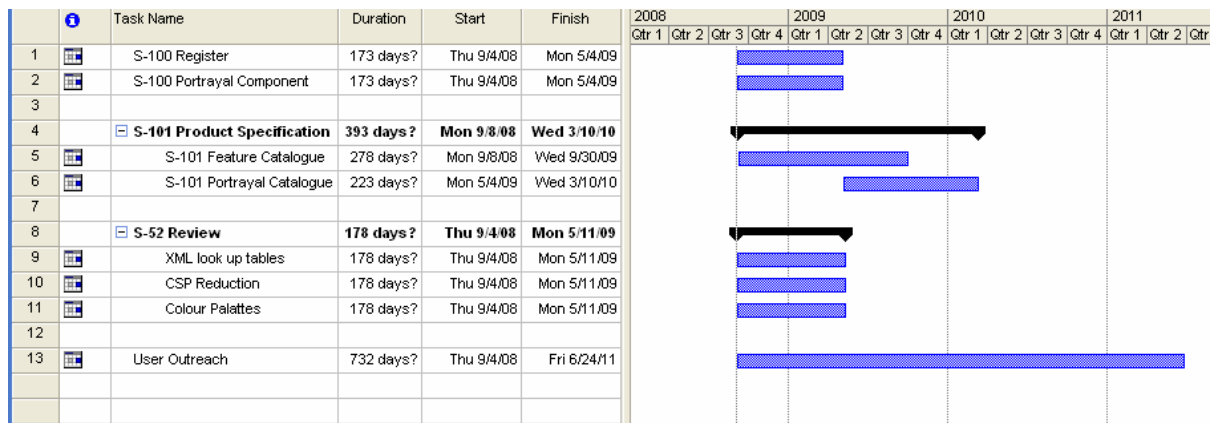 Task Name Duration Start Finish 2008 2009 2010 2011
Qtr 1 Qtr 2 Qtr 3 Qtr 4 Qtr 1 Qtr 2 Qtr 3 Qtr 4 Qtr 1 Qtr 2 Qtr 3 Qtr 4 Qtr 1 Qtr 2 Qtr
1 S-100 Register 173 days? Thu 9/4/08 Mon 5/4/09
2 S-100 Portrayal Component 173 days? Thu 9/4/08 Mon 5/4/09
3
4 S-101 Product Specification 393 days? Mon 9/8/08 Wed 3/10/10
5 S-101 Feature Catalogue 278 days? Mon 9/8/08 Wed 9/30/09
6 S-101 Portrayal Catalogue 223 days? Mon 5/4/09 Wed 3/10/10
7
8 S-52 Review 178 days? Thu 9/4/08 Mon 5/11/09
9 XML look up tables 178 days? Thu 9/4/08 Mon 5/11/09
10 CSP Reduction 178 days? Thu 9/4/08 Mon 5/11/09
11 Colour Palattes 178 days? Thu 9/4/08 Mon 5/11/09
12
13 User Outreach 732 days? Thu 9/4/08 Fri 6/24/11